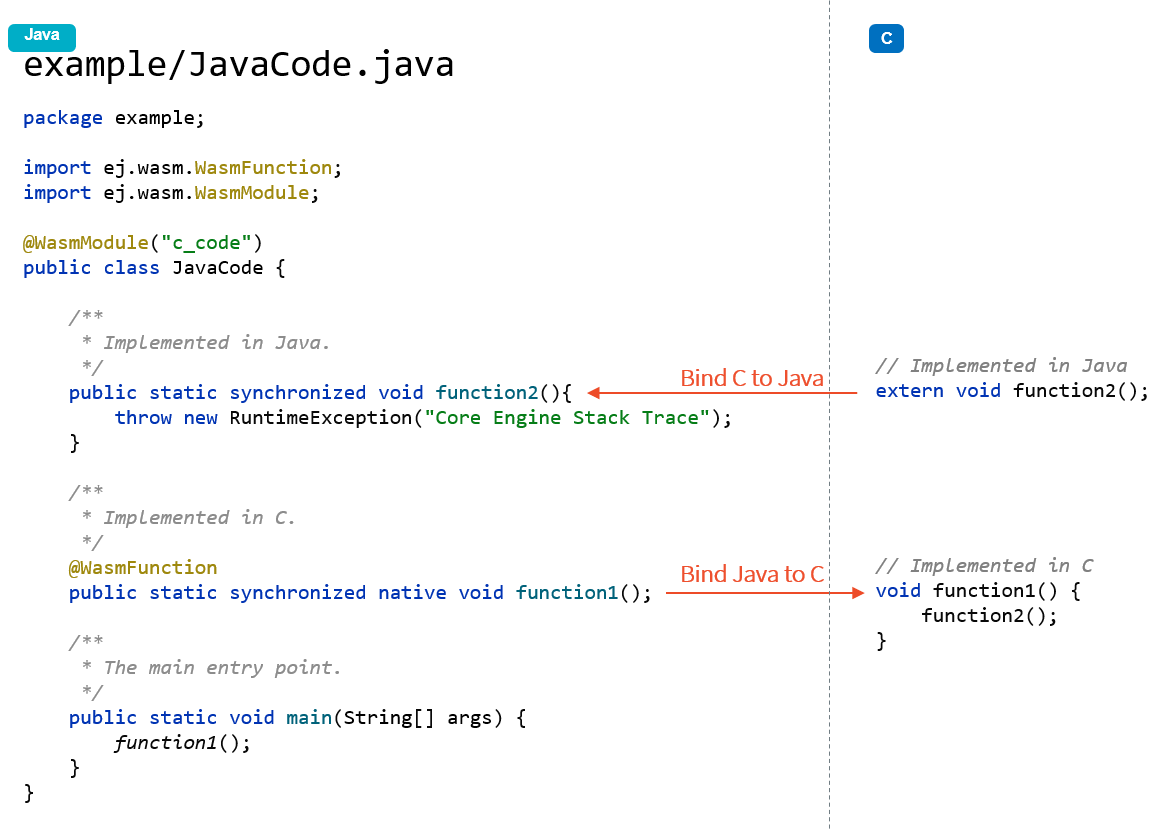 Java
example/JavaCode.java
package example;
import ej.wasm.WasmFunction;
import ej.wasm.WasmModule;
@WasmModule("c_code")
public class JavaCode {
/**
* Implemented in Java.
*/
public static synchronized void function2(){
throw new RuntimeException("Core Engine Stack Trace");
}
/**
* Implemented in C.
*/
@WasmFunction
public static synchronized native void function1();
/**
* The main entry point.
*/
public static void main(String[] args) {
function1();
}
}
Bind C to Java
Bind Java to C
C
// Implemented in Java
extern void function2();
// Implemented in C
void function1() {
function2();
}